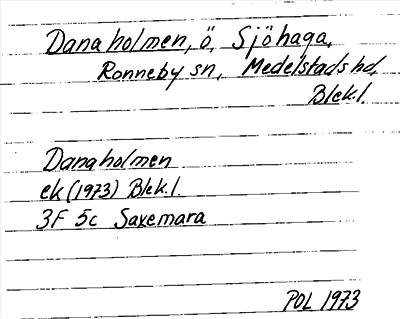 Danaholmen, ö, Sjöhaga,
Ronneby sn, Medelstads hd,
Blek.l.
Danaholmen
ek (1973) Blek.l.
3F 5c Saxemara
POL 1973